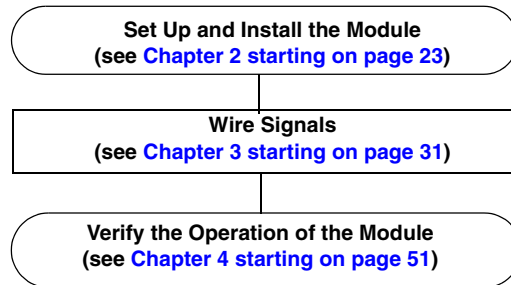 Set Up and Install the Module
(see Chapter 2 starting on page 23)
Wire Signals
(see Chapter 3 starting on page 31)
Verify the Operation of the Module
(see Chapter 4 starting on page 51)